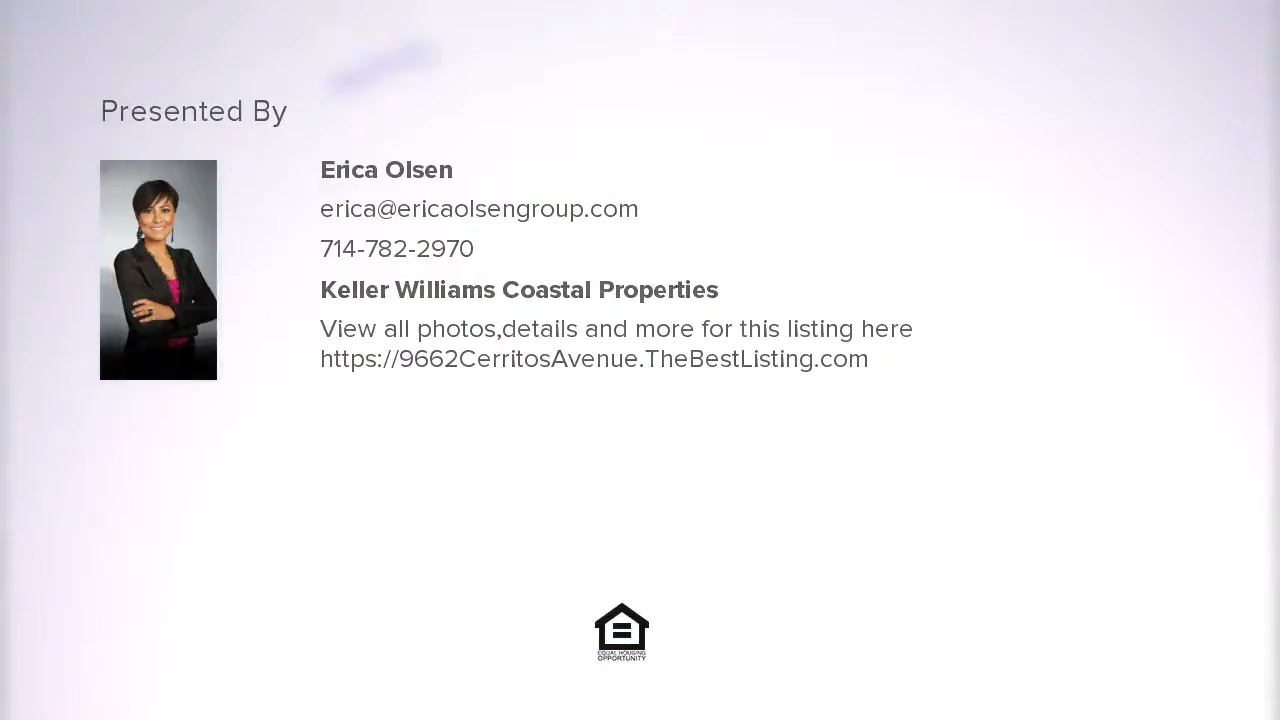 Presented By
Erica Olsen
erica@ericaolsengroup.com
714-782-2970
Keller Williams Coastal Properties
View all photos,details and more for this listing here
https://9662CerritosAvenue.TheBestListing.com
EQUAL HOUSING
OPPORTUNITY